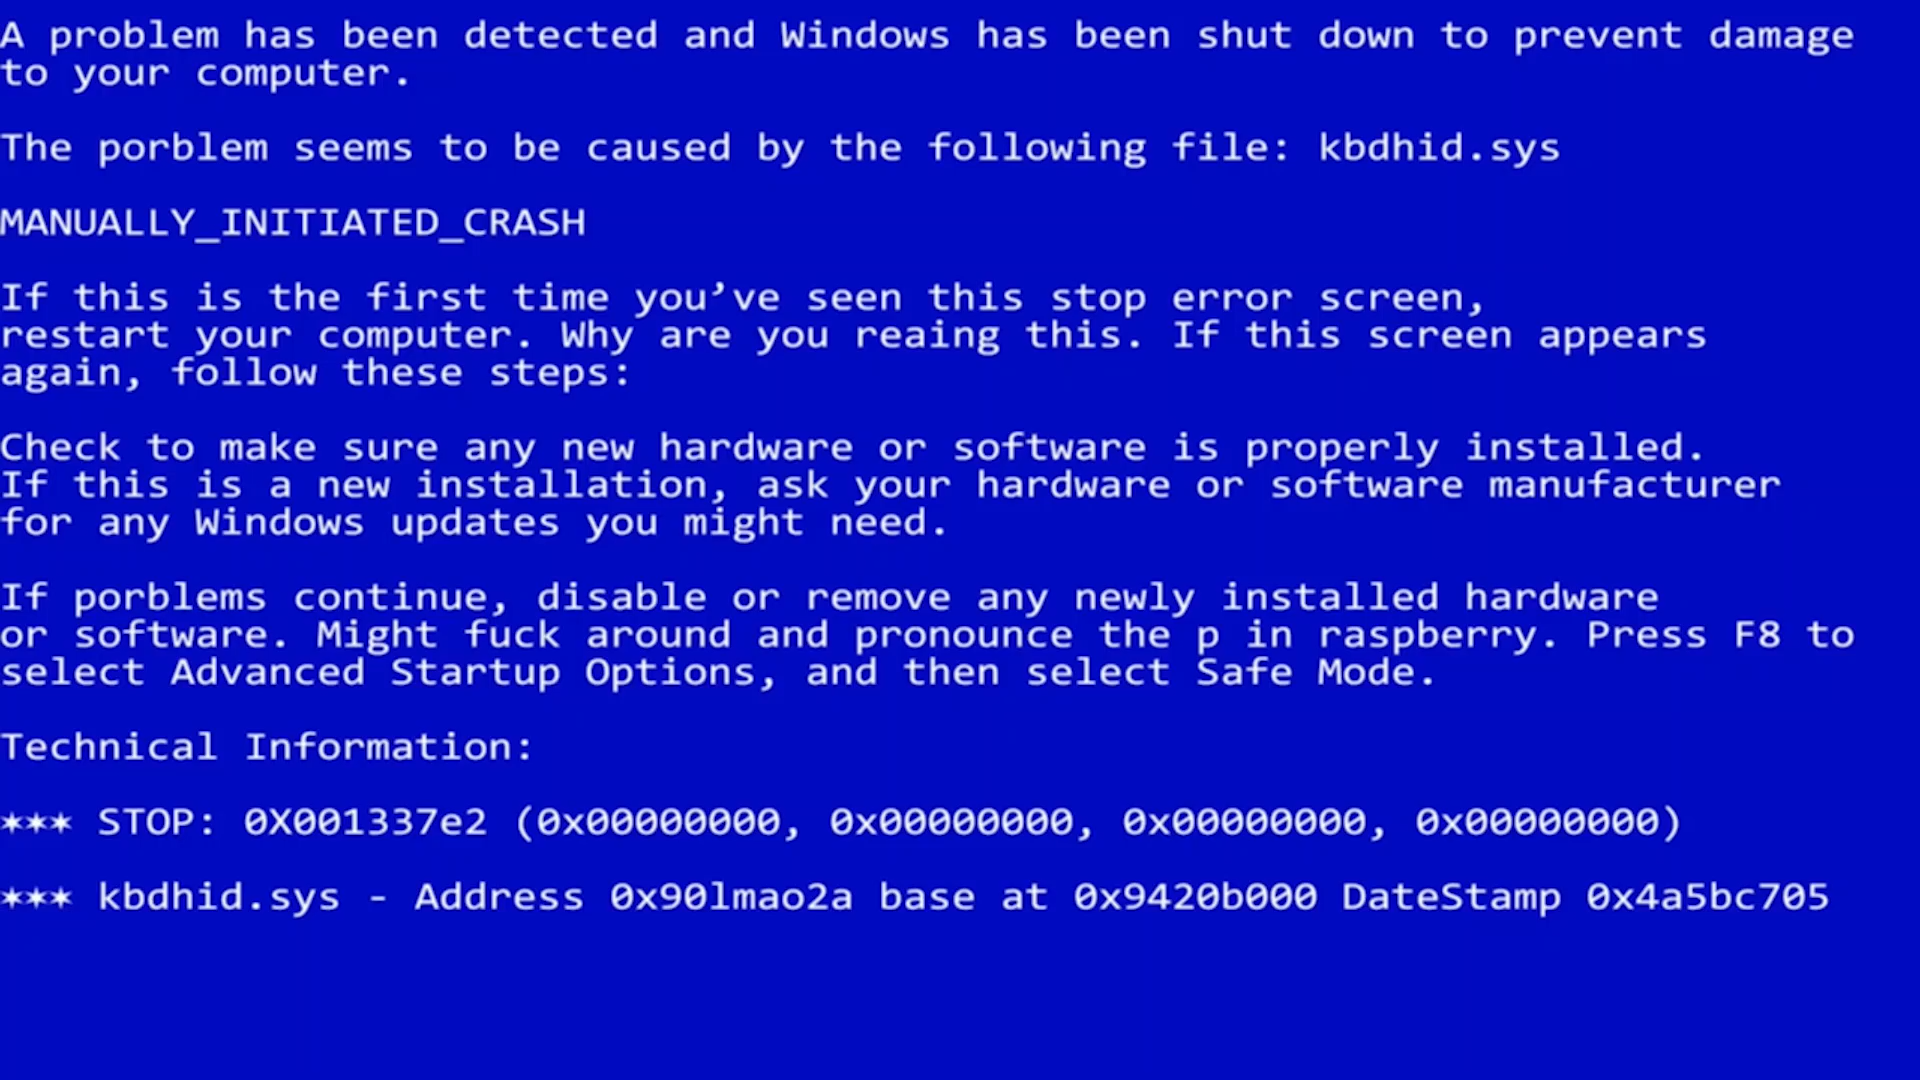 A problem has been detected and Windows has been shut down to prevent damage
to your computer.
The porblem seems to be caused by the following file: kbdhid.sys
MANUALLY_INITIATED_CRASH
If this is the first time you’ve seen this stop error screen,
restart your computer. Why are you reaing this. If this screen appears
again, follow these steps:
Check to make sure any new hardware or software is properly installed.
If this is a new installation, ask your hardware or software manufacturer
for any Windows updates you might need.
If porblems continue, disable or remove any newly installed hardware
or software. Might fuck around and pronounce the p in raspberry. Press F8 to
select Advanced Startup Options, and then select Safe Mode.
Technical Information:
*** STOP: 0X001337e2 (0x00000000, 0x00000000, 0x00000000, 0x00000000)
*** kbdhid.sys - Address 0x90lmao2a base at 0x9420b000 DateStamp 0x4a5bc705